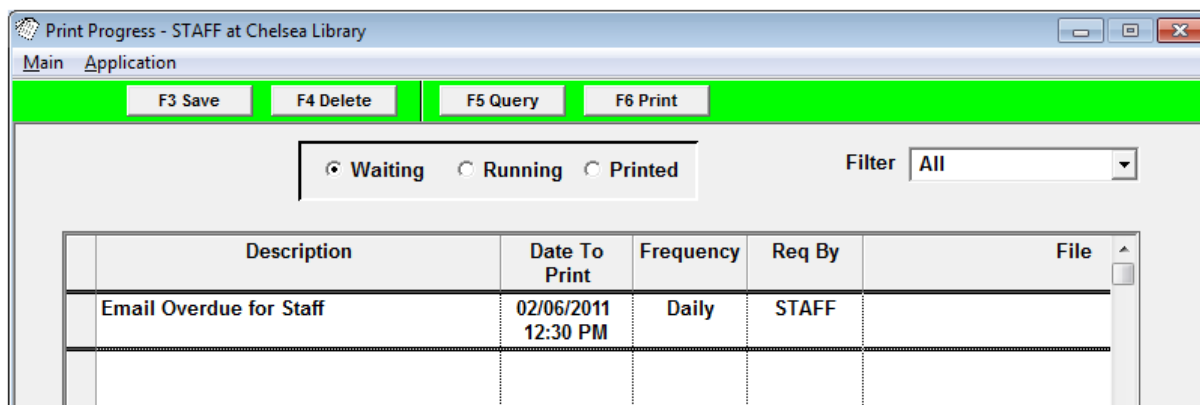 Print Progress - STAFF at Chelsea Library
Main Application
F3 Save F4 Delete F5 Query F6 Print
Waiting Running Printed Filter All
Description Date To Print Frequency Req By File
Email Overdue for Staff 02/06/2011 12:30 PM Daily STAFF